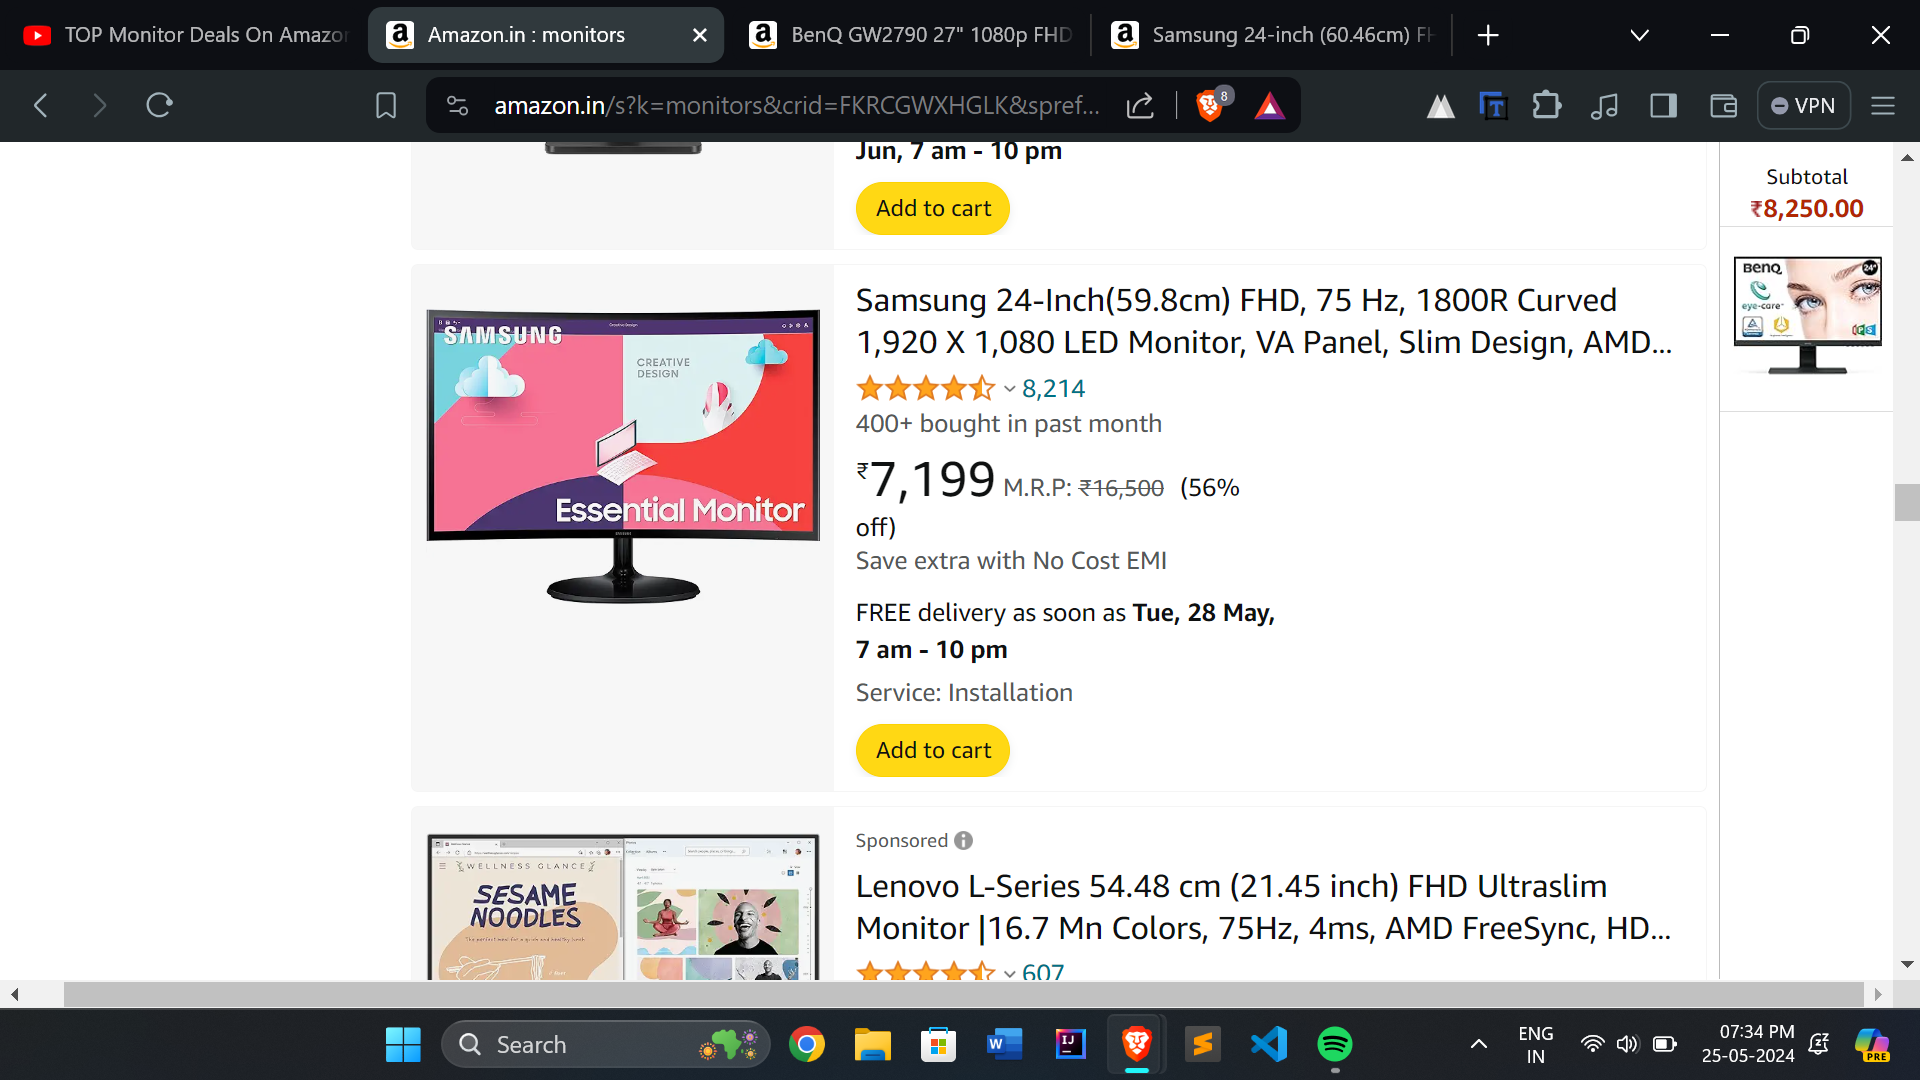 TOP Monitor Deals On Amazon
Amazon.in : monitors
BenQ GW2790 27" 1080p FHD
Samsung 24-inch (60.46cm) FH
amazon.in/s?k=monitors&crid=FKRCGWXHGLK&spref...
8
VPN
Jun, 7 am - 10 pm
Add to cart
Subtotal
₹8,250.00
BenQ
24"
eye-care
IPS
Samsung 24-Inch(59.8cm) FHD, 75 Hz, 1800R Curved
1,920 X 1,080 LED Monitor, VA Panel, Slim Design, AMD...
8,214
400+ bought in past month
₹7,199 M.R.P: ₹16,500 (56%
off)
Save extra with No Cost EMI
FREE delivery as soon as Tue, 28 May,
7 am - 10 pm
Service: Installation
Add to cart
SAMSUNG
Creative Design
CREATIVE
DESIGN
Essential Monitor
Sponsored
Lenovo L-Series 54.48 cm (21.45 inch) FHD Ultraslim
Monitor |16.7 Mn Colors, 75Hz, 4ms, AMD FreeSync, HD...
607
WELLNESS GLANCE
SESAME
NOODLES
Search
W
IJ
ENG
IN
07:34 PM
25-05-2024
PRE